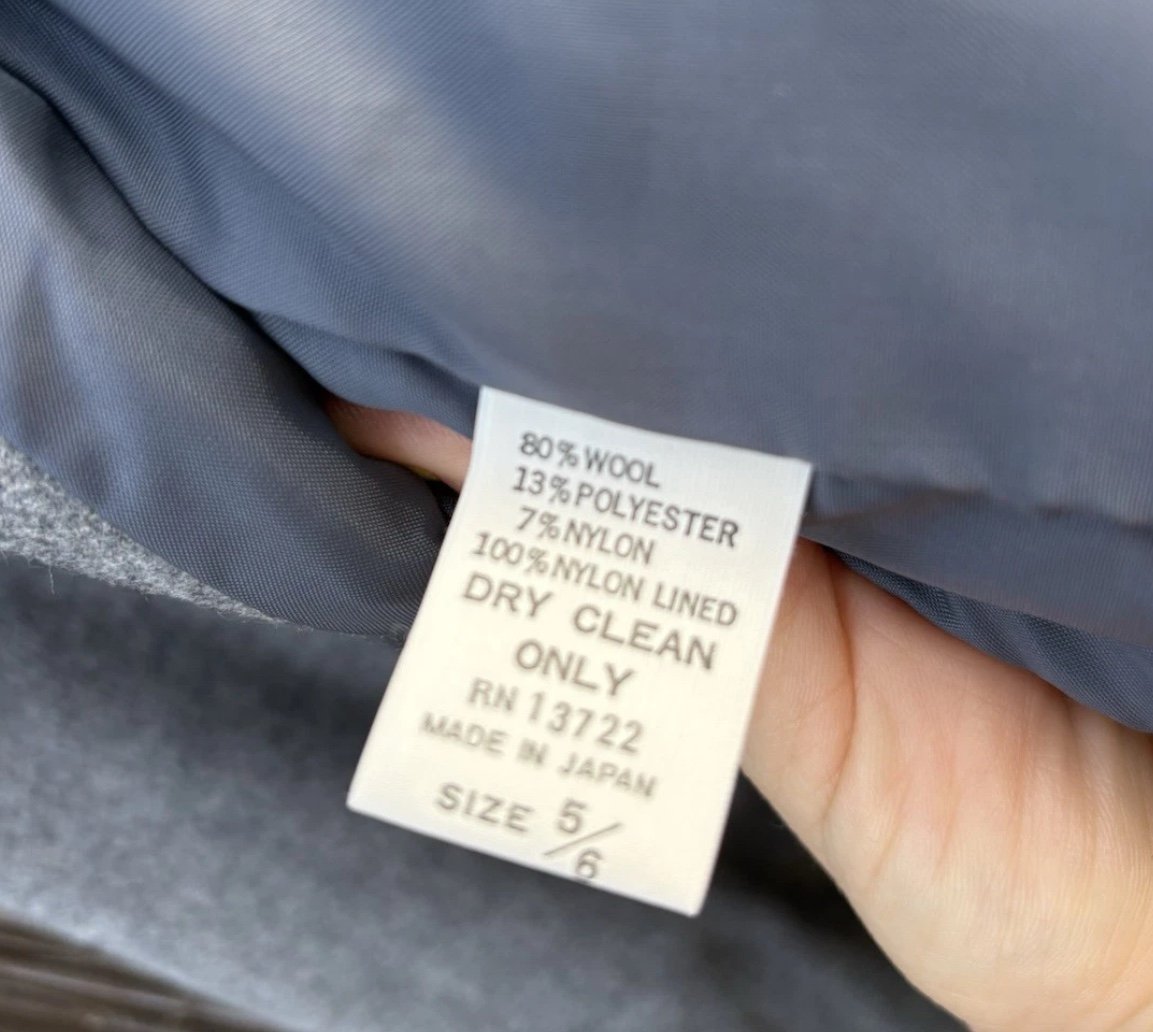 80% WOOL
13% POLYESTER
7% NYLON
100% NYLON LINED
DRY CLEAN
ONLY
RN 13722
MADE IN JAPAN
SIZE 5/6